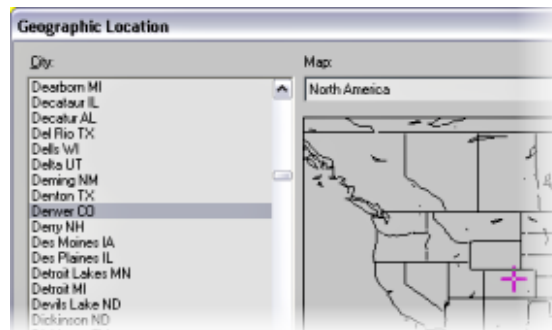 Geographic Location
City:
Map:
North America
Dearborn MI
Decataur IL
Decatur AL
Del Rio TX
Dells WI
Delta UT
Deming NM
Denton TX
Denver CO
Derry NH
Des Moines IA
Des Plaines IL
Detroit Lakes MN
Detroit MI
Devils Lake ND
Dickinson ND